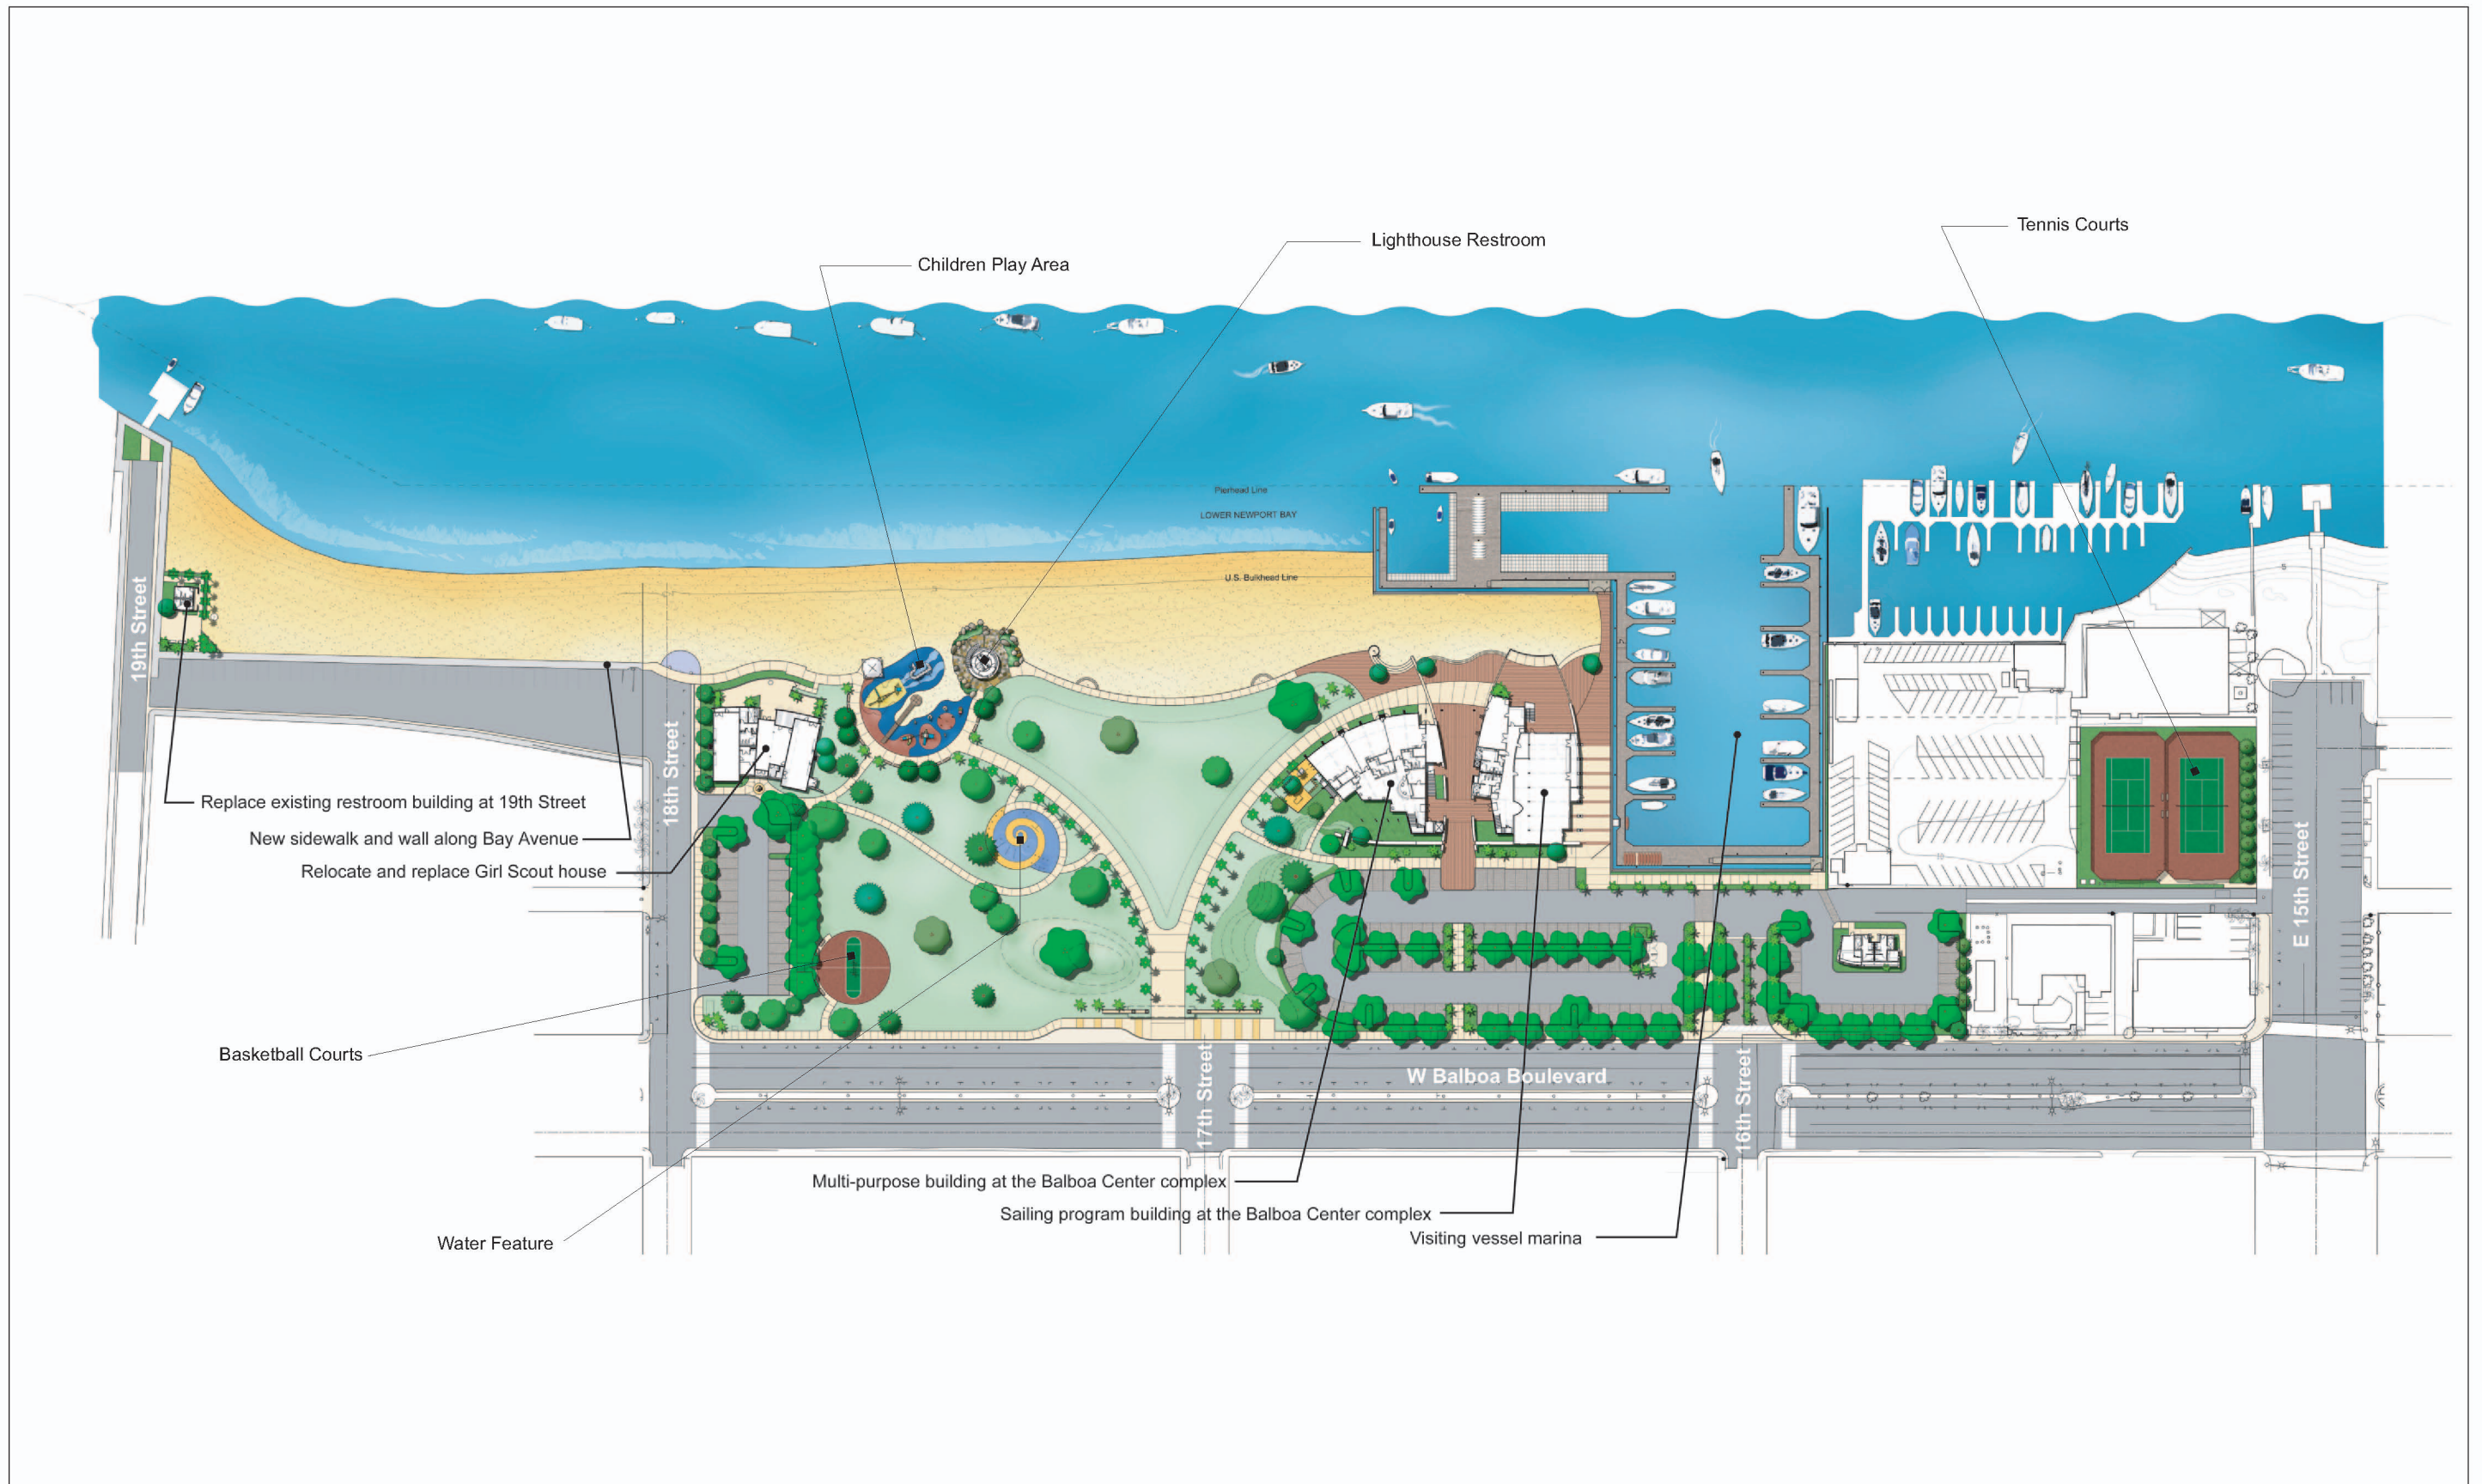 Tennis Courts
Lighthouse Restroom
Children Play Area
Pierhead Line
LOWER NEWPORT BAY
U.S. Bulkhead Line
19th Street
18th Street
Replace existing restroom building at 19th Street
New sidewalk and wall along Bay Avenue
Relocate and replace Girl Scout house
E 15th Street
Basketball Courts
17th Street
W Balboa Boulevard
16th Street
Multi-purpose building at the Balboa Center complex
Sailing program building at the Balboa Center complex
Visiting vessel marina
Water Feature